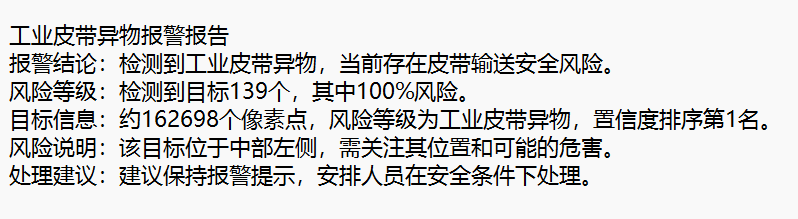 工业皮带异物报警报告
报警结论：检测到工业皮带异物，当前存在皮带输送安全风险。
风险等级：检测到目标139个，其中100%风险。
目标信息：约162698个像素点，风险等级为工业皮带异物，置信度排序第1名。
风险说明：该目标位于中部左侧，需关注其位置和可能的危害。
处理建议：建议保持报警提示，安排人员在安全条件下处理。